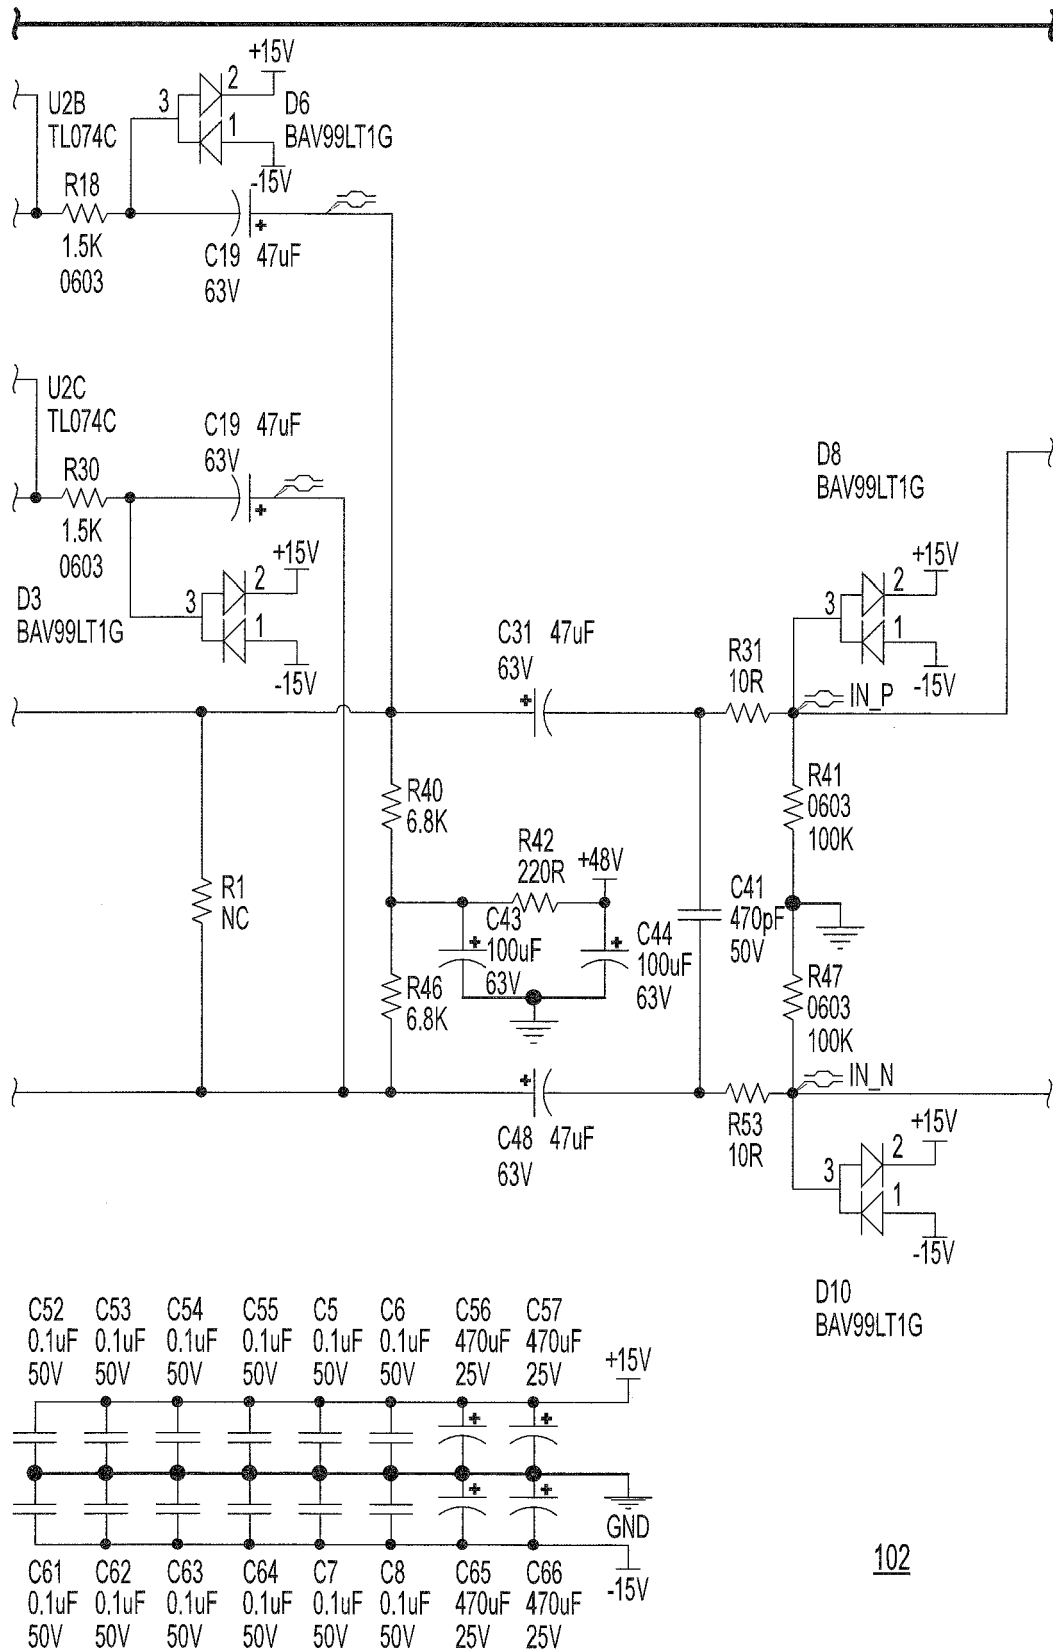 +15V
U2B
TL074C
3
2
1
D6
BAV99LT1G
-15V
R18
1.5K
0603
+
C19 47uF
63V
U2C
TL074C
C19 47uF
63V
R30
1.5K
0603
+
D3
BAV99LT1G
3
2
1
+15V
-15V
D8
BAV99LT1G
+15V
3
2
1
-15V
C31 47uF
63V
+
R31
10R
IN_P
R40
6.8K
R41
0603
100K
R42
220R
+48V
R1
NC
C43
+
100uF
63V
+
C44
100uF
63V
C41
470pF
50V
R46
6.8K
R47
0603
100K
+
C48 47uF
63V
R53
10R
IN_N
+15V
3
2
1
-15V
D10
BAV99LT1G
C52 C53 C54 C55 C5 C6 C56 C57
0.1uF 0.1uF 0.1uF 0.1uF 0.1uF 0.1uF 470uF 470uF
50V 50V 50V 50V 50V 50V 25V 25V
+15V
+ +
+ +
GND
-15V
C61 C62 C63 C64 C7 C8 C65 C66
0.1uF 0.1uF 0.1uF 0.1uF 0.1uF 0.1uF 470uF 470uF
50V 50V 50V 50V 50V 50V 25V 25V
102